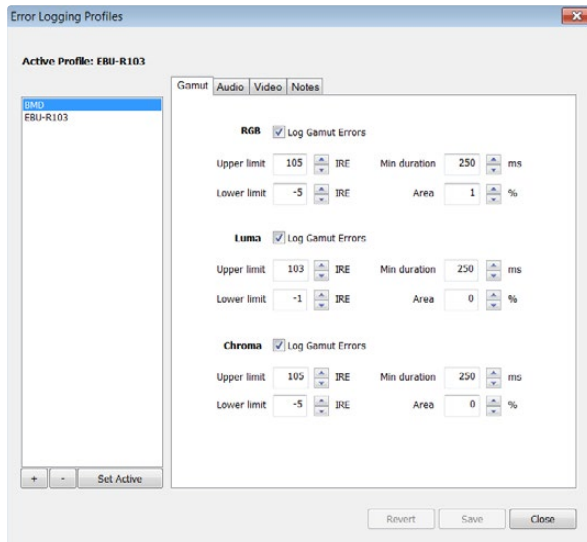 Error Logging Profiles
Active Profile: EBU-R103
Gamut Audio Video Notes
BMD
EBU-R103
RGB Log Gamut Errors
Upper limit 105 IRE Min duration 250 ms
Lower limit -5 IRE Area 1 %
Luma Log Gamut Errors
Upper limit 103 IRE Min duration 250 ms
Lower limit -1 IRE Area 0 %
Chroma Log Gamut Errors
Upper limit 105 IRE Min duration 250 ms
Lower limit -5 IRE Area 0 %
+ - Set Active
Revert Save Close